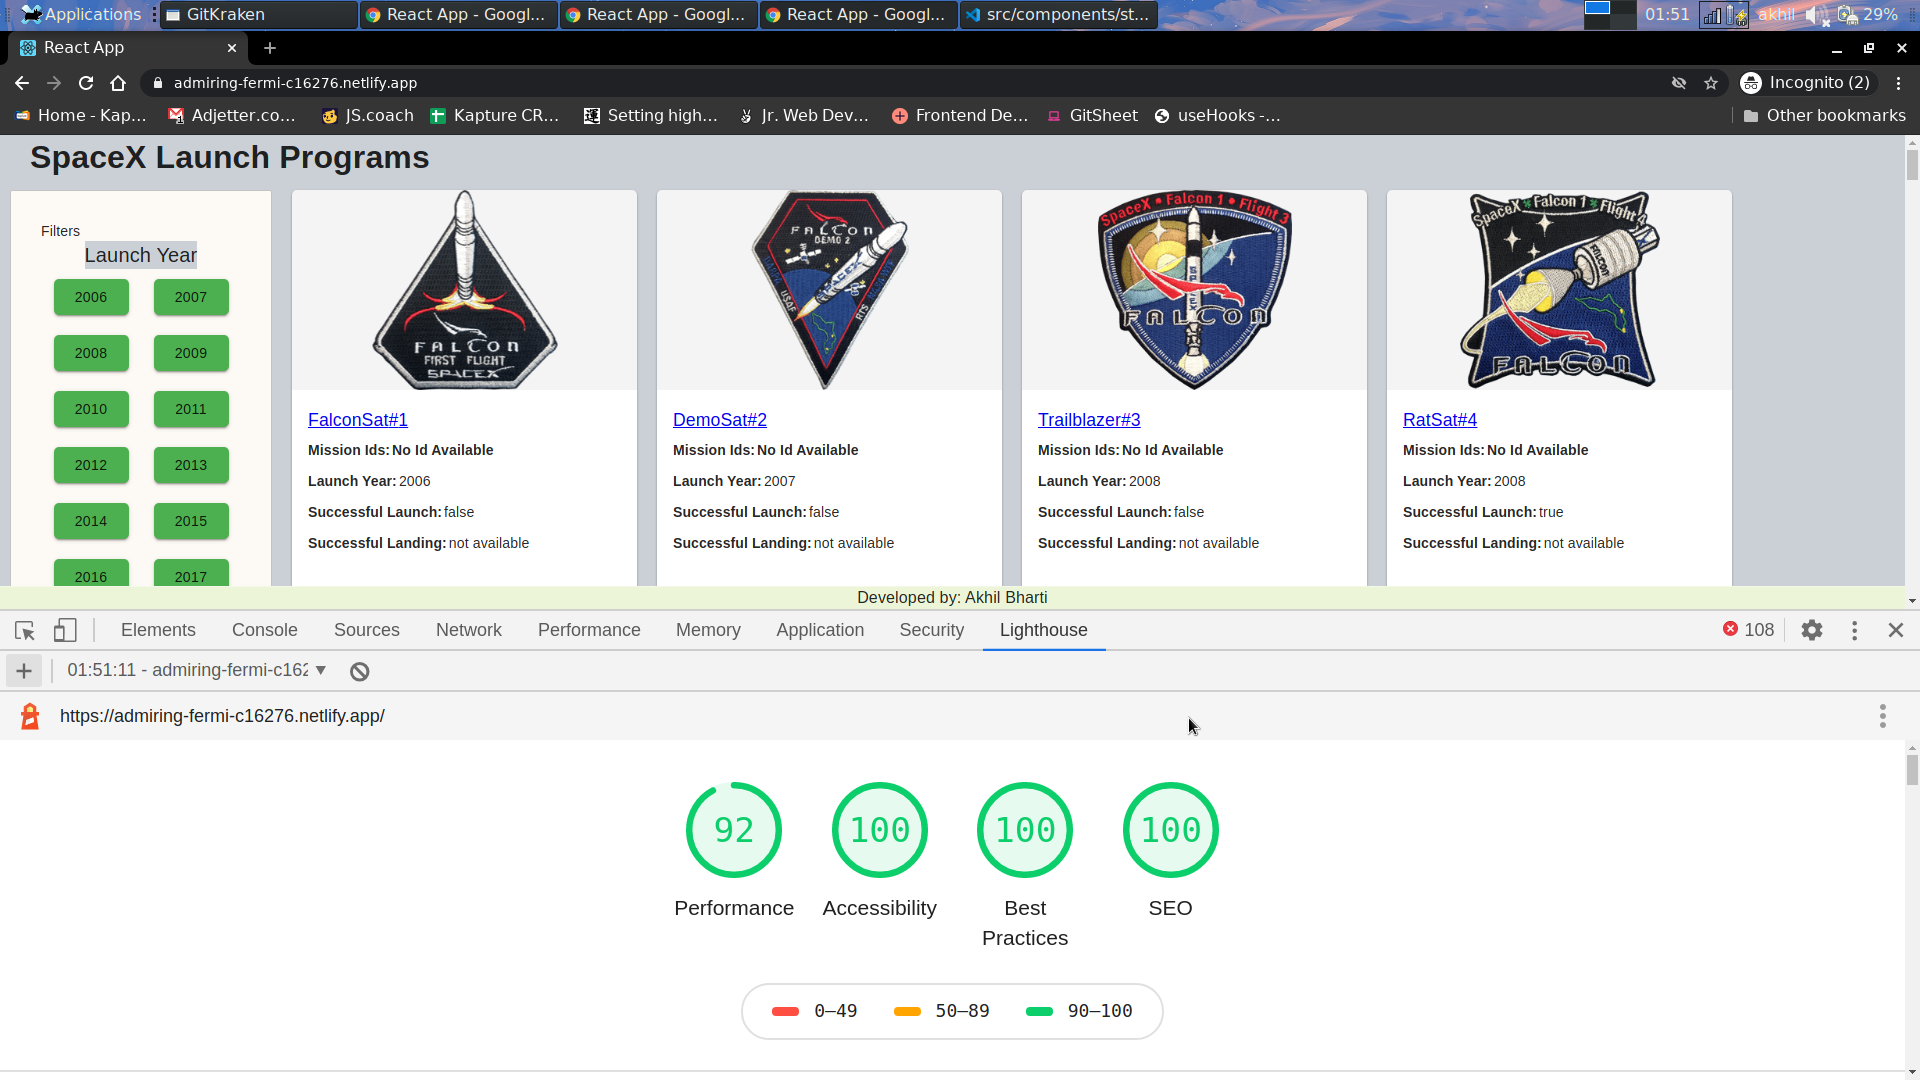 Applications GitKraken React App - Googl... React App - Googl... React App - Googl... src/components/st... 01:51 akhil 29%
React App
admiring-fermi-c16276.netlify.app Incognito (2)
Home - Kap... Adjetter.co... JS.coach Kapture CR... Setting high... Jr. Web Dev... Frontend De... GitSheet useHooks -... Other bookmarks
SpaceX Launch Programs
Filters
Launch Year
2006 2007
2008 2009
2010 2011
2012 2013
2014 2015
2016 2017
FALCON
FIRST FLIGHT
SPACEX
FalconSat#1
Mission Ids: No Id Available
Launch Year: 2006
Successful Launch: false
Successful Landing: not available
FALCON
DEMO 2
SPACEX
USAF
RTS
DemoSat#2
Mission Ids: No Id Available
Launch Year: 2007
Successful Launch: false
Successful Landing: not available
SpaceX • Falcon 1 • Flight 3
SPACEX
FALCON
Trailblazer#3
Mission Ids: No Id Available
Launch Year: 2008
Successful Launch: false
Successful Landing: not available
SpaceX Falcon 1 Flight 4
FALCON
FALCON
RatSat#4
Mission Ids: No Id Available
Launch Year: 2008
Successful Launch: true
Successful Landing: not available
Developed by: Akhil Bharti
Elements Console Sources Network Performance Memory Application Security Lighthouse 108
01:51:11 - admiring-fermi-c162
https://admiring-fermi-c16276.netlify.app/
92 100 100 100
Performance Accessibility Best Practices SEO
0–49 50–89 90–100